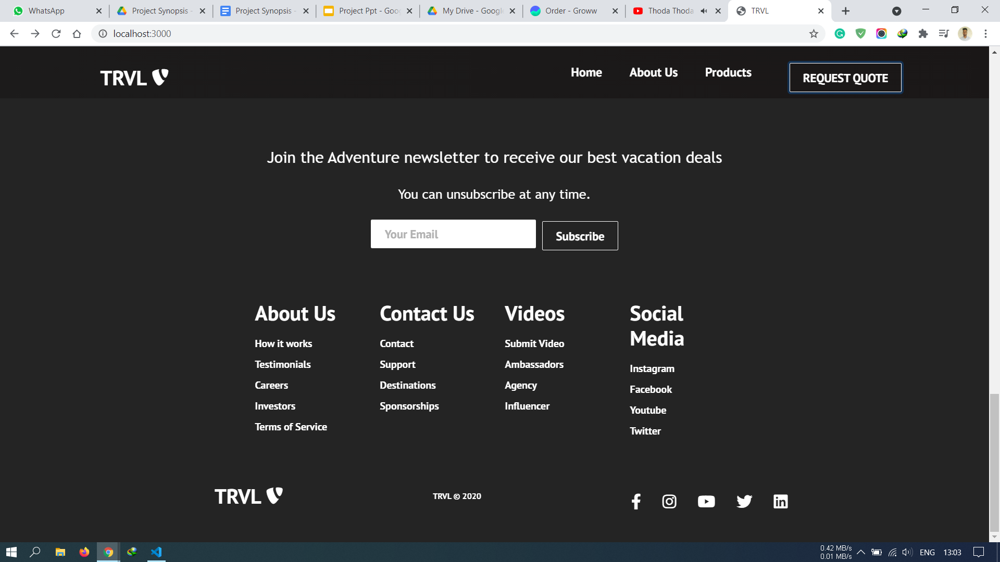 WhatsApp
Project Synopsis -
Project Synopsis -
Project Ppt - Goog
My Drive - Google
Order - Groww
Thoda Thoda
TRVL
localhost:3000
TRVL
Home
About Us
Products
REQUEST QUOTE
Join the Adventure newsletter to receive our best vacation deals
You can unsubscribe at any time.
Your Email
Subscribe
About Us
How it works
Testimonials
Careers
Investors
Terms of Service
Contact Us
Contact
Support
Destinations
Sponsorships
Videos
Submit Video
Ambassadors
Agency
Influencer
Social
Media
Instagram
Facebook
Youtube
Twitter
TRVL
TRVL © 2020
0.42 MB/s
0.01 MB/s
ENG
13:03